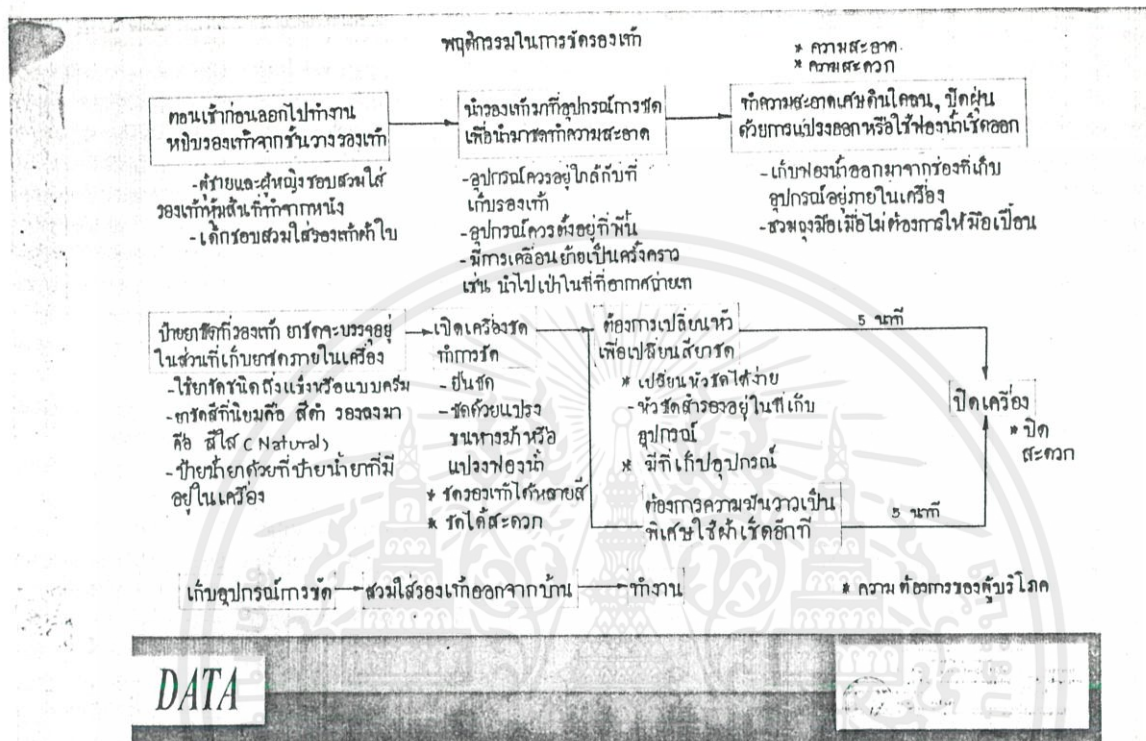 พฤติกรรมในการขัดรองเท้า
* ความสะอาด
* ความสะดวก
ตอนเช้าก่อนออกไปทำงาน
หยิบรองเท้าจากชั้นวางรองเท้า
-ผู้ชายและผู้หญิงชอบสวมใส่
รองเท้าหุ้มส้นที่ทำจากหนัง
-เด็กชอบสวมใส่รองเท้าผ้าใบ
นำรองเท้ามาที่อุปกรณ์การขัด
เพื่อนำมาขัดทำความสะอาด
-อุปกรณ์ควรอยู่ใกล้กับที่
เก็บรองเท้า
-อุปกรณ์ควรตั้งอยู่ที่พื้น
-มีการเคลื่อนย้ายเป็นครั้งคราว
เช่น นำไปเป่าในที่ที่อากาศถ่ายเท
ทำความสะอาดเศษดินโคลน, ปัดฝุ่น
ด้วยการแปรงออกหรือใช้ฟองน้ำเช็ดออก
-เก็บฟองน้ำออกมาจากช่องที่เก็บ
อุปกรณ์อยู่ภายในเครื่อง
-สวมถุงมือเมื่อไม่ต้องการให้มือเปื้อน
ป้ายยาขัดที่รองเท้า ยาขัดจะบรรจุอยู่
ในส่วนที่เก็บยาขัดภายในเครื่อง
-ใช้ยาขัดชนิดกึ่งแข็งหรือแบบครีม
-ยาขัดสีที่นิยมคือ สีดำ รองลงมา
คือ สีใส (Natural)
-ป้ายน้ำยาด้วยที่ป้ายน้ำยาที่มี
อยู่ในเครื่อง
เปิดเครื่องขัด
ทำการขัด
-ยืนขัด
-ขัดด้วยแปรง
ขนหางม้าหรือ
แปรงฟองน้ำ
* ขัดรองเท้าได้หลายสี
* ขัดได้สะดวก
ต้องการเปลี่ยนหัว
เพื่อเปลี่ยนสียาขัด
* เปลี่ยนหัวขัดได้ง่าย
-หัวขัดสำรองอยู่ในที่เก็บ
อุปกรณ์
* มีที่เก็บอุปกรณ์
ต้องการความมันวาวเป็น
พิเศษใช้ผ้าเช็ดอีกที
5 นาที
5 นาที
ปิดเครื่อง
* ปิด
สะดวก
เก็บอุปกรณ์การขัด
สวมใส่รองเท้าออกจากบ้าน
ทำงาน
* ความต้องการของผู้บริโภค
DATA